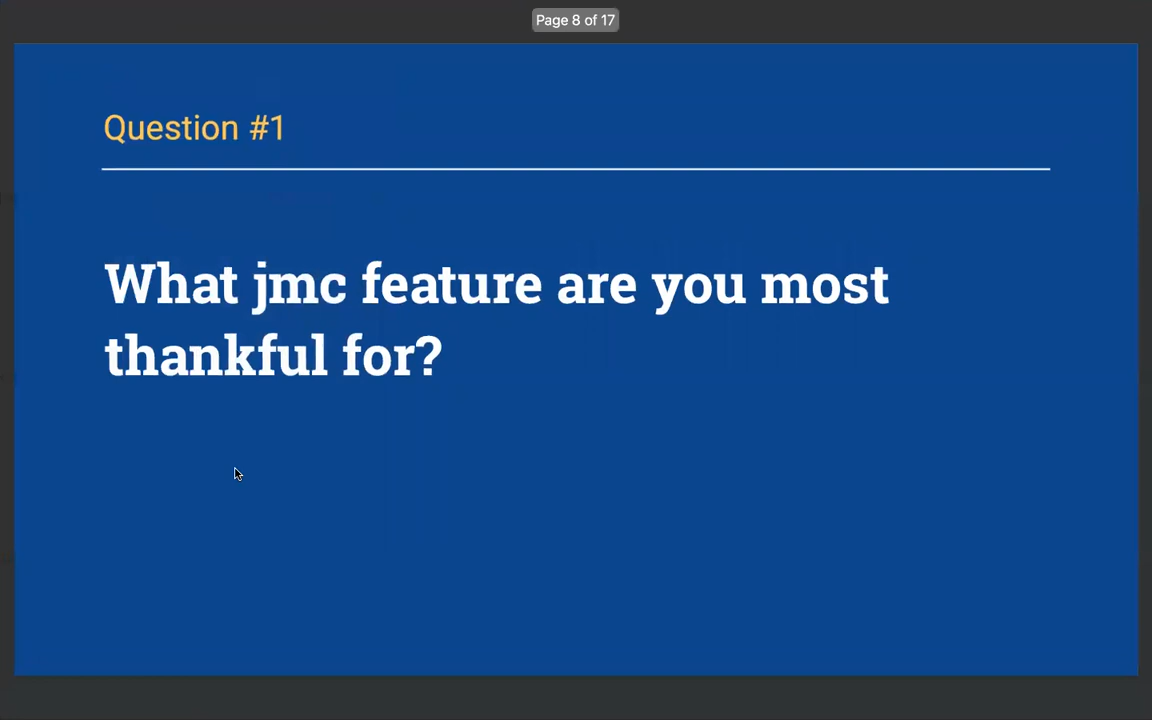 Page 8 of 17
Question #1
What jmc feature are you most
thankful for?